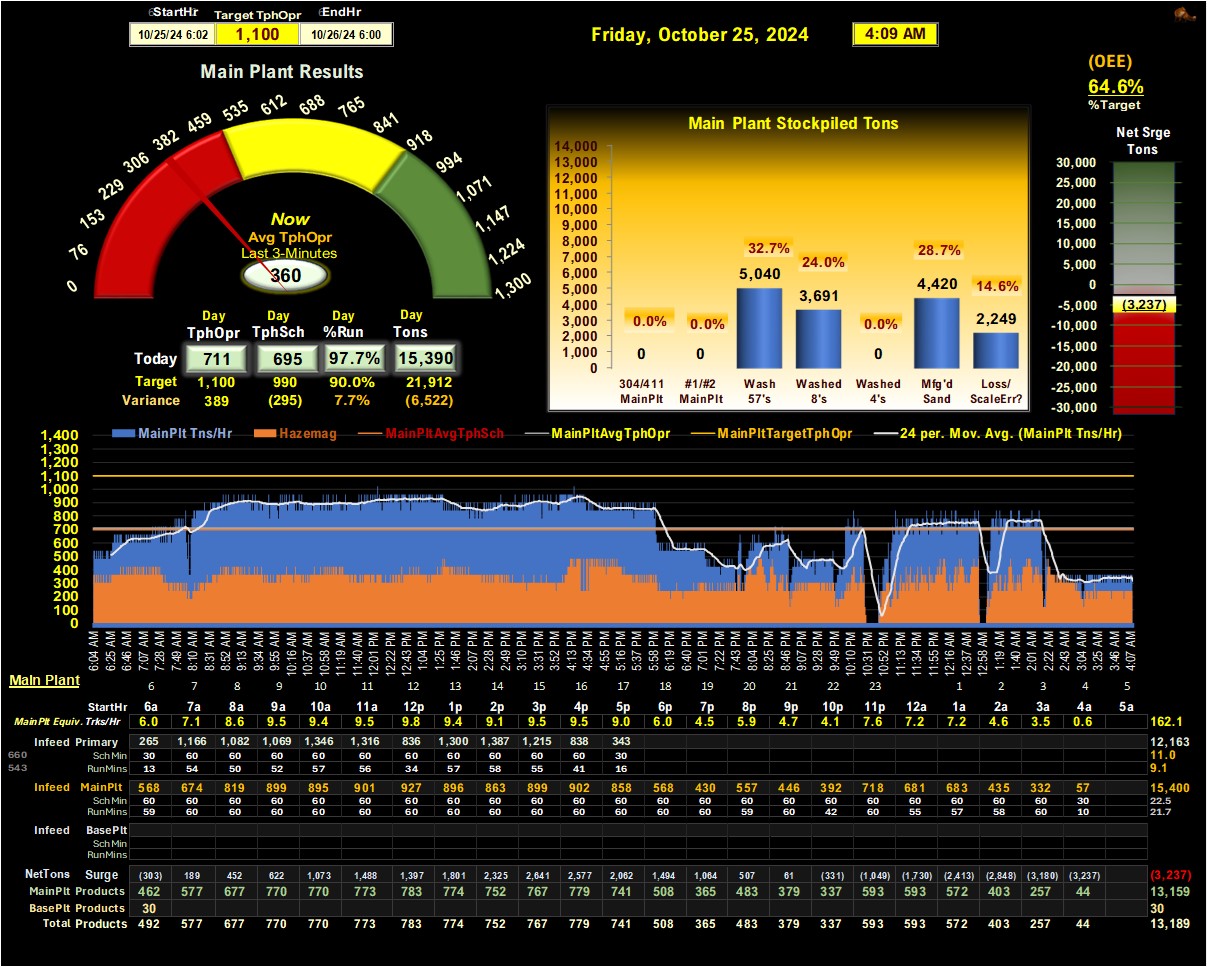 StartHr Target TphOpr EndHr
10/25/24 6:02 1,100 10/26/24 6:00
Friday, October 25, 2024 4:09 AM
(OEE)
64.6%
%Target
Main Plant Results
0 76 153 229 306 382 459 535 612 688 765 841 918 994 1,071 1,147 1,224 1,300
Now
Avg TphOpr
Last 3-Minutes
360
Day Day Day Day
TphOpr TphSch %Run Tons
Today 711 695 97.7% 15,390
Target 1,100 990 90.0% 21,912
Variance 389 (295) 7.7% (6,522)
Main Plant Stockpiled Tons
14,000
13,000
12,000
11,000
10,000
9,000
8,000
7,000
6,000
5,000
4,000
3,000
2,000
1,000
0
0.0% 0.0% 32.7% 24.0% 0.0% 28.7% 14.6%
0 0 5,040 3,691 0 4,420 2,249
304/411 #1/#2 Wash Washed Washed Mfg'd Loss/
MainPlt MainPlt 57's 8's 4's Sand ScaleErr?
Net Srge
Tons
30,000
25,000
20,000
15,000
10,000
5,000
0
-5,000
-10,000
-15,000
-20,000
-25,000
-30,000
(3,237)
MainPlt Tns/Hr Hazemag MainPltAvgTphSch MainPltAvgTphOpr MainPltTargetTphOpr 24 per. Mov. Avg. (MainPlt Tns/Hr)
1,400
1,300
1,200
1,100
1,000
900
800
700
600
500
400
300
200
100
0
6:04 AM 6:25 AM 6:46 AM 7:07 AM 7:28 AM 7:49 AM 8:10 AM 8:31 AM 8:52 AM 9:13 AM 9:34 AM 9:55 AM 10:16 AM 10:37 AM 10:58 AM 11:19 AM 11:40 AM 12:01 PM 12:22 PM 12:43 PM 1:04 PM 1:25 PM 1:46 PM 2:07 PM 2:28 PM 2:49 PM 3:10 PM 3:31 PM 3:52 PM 4:13 PM 4:34 PM 4:55 PM 5:16 PM 5:37 PM 5:58 PM 6:19 PM 6:40 PM 7:01 PM 7:22 PM 7:43 PM 8:04 PM 8:25 PM 8:46 PM 9:07 PM 9:28 PM 9:49 PM 10:10 PM 10:31 PM 10:52 PM 11:13 PM 11:34 PM 11:55 PM 12:16 AM 12:37 AM 12:58 AM 1:19 AM 1:40 AM 2:01 AM 2:22 AM 2:43 AM 3:04 AM 3:25 AM 3:46 AM 4:07 AM
Main Plant
6 7 8 9 10 11 12 13 14 15 16 17 18 19 20 21 22 23 1 2 3 4 5
StartHr 6a 7a 8a 9a 10a 11a 12p 1p 2p 3p 4p 5p 6p 7p 8p 9p 10p 11p 12a 1a 2a 3a 4a 5a
MainPlt Equiv. Trks/Hr 6.0 7.1 8.6 9.5 9.4 9.5 9.8 9.4 9.1 9.5 9.5 9.0 6.0 4.5 5.9 4.7 4.1 7.6 7.2 7.2 4.6 3.5 0.6 162.1
Infeed Primary 265 1,166 1,082 1,069 1,346 1,316 836 1,300 1,387 1,215 838 343 12,163
660 SchMin 30 60 60 60 60 60 60 60 60 60 60 30 11.0
543 RunMins 13 54 50 52 57 56 34 57 58 55 41 16 9.1
Infeed MainPlt 568 674 819 899 895 901 927 896 863 899 902 858 568 430 557 446 392 718 681 683 435 332 57 15,400
SchMin 60 60 60 60 60 60 60 60 60 60 60 60 60 60 60 60 60 60 60 60 60 60 30 22.5
RunMins 59 60 60 60 60 60 60 60 60 60 60 60 60 60 59 60 42 60 55 57 58 60 10 21.7
Infeed BasePlt
SchMin
RunMins
NetTons Surge (303) 189 452 622 1,073 1,488 1,397 1,801 2,325 2,641 2,577 2,062 1,494 1,064 507 61 (331) (1,049) (1,730) (2,413) (2,848) (3,180) (3,237) (3,237)
MainPlt Products 462 577 677 770 770 773 783 774 752 767 779 741 508 365 483 379 337 593 593 572 403 257 44 13,159
BasePlt Products 30 30
Total Products 492 577 677 770 770 773 783 774 752 767 779 741 508 365 483 379 337 593 593 572 403 257 44 13,189